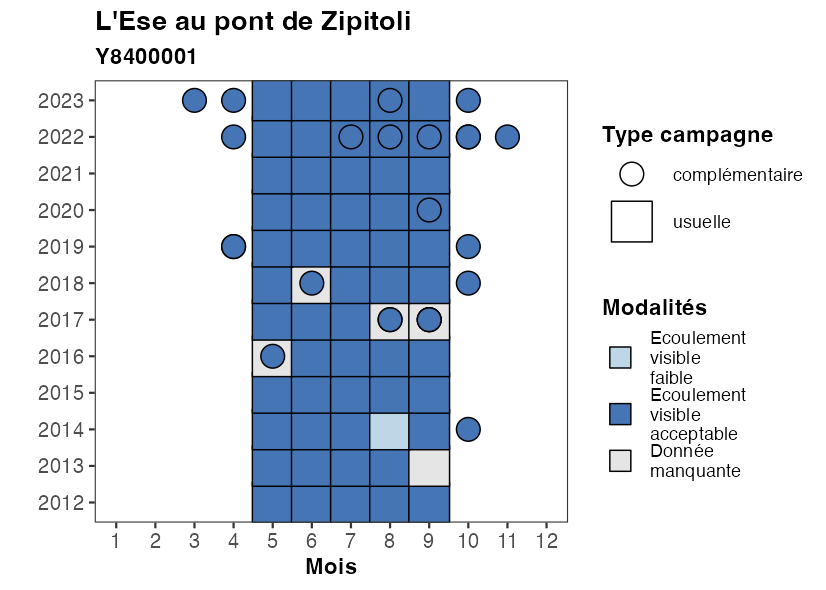 L'Ese au pont de Zipitoli
Y8400001
2023
2022
2021
2020
2019
2018
2017
2016
2015
2014
2013
2012
1 2 3 4 5 6 7 8 9 10 11 12
Mois
Type campagne
complémentaire
usuelle
Modalités
Ecoulement
visible
faible
Ecoulement
visible
acceptable
Donnée
manquante